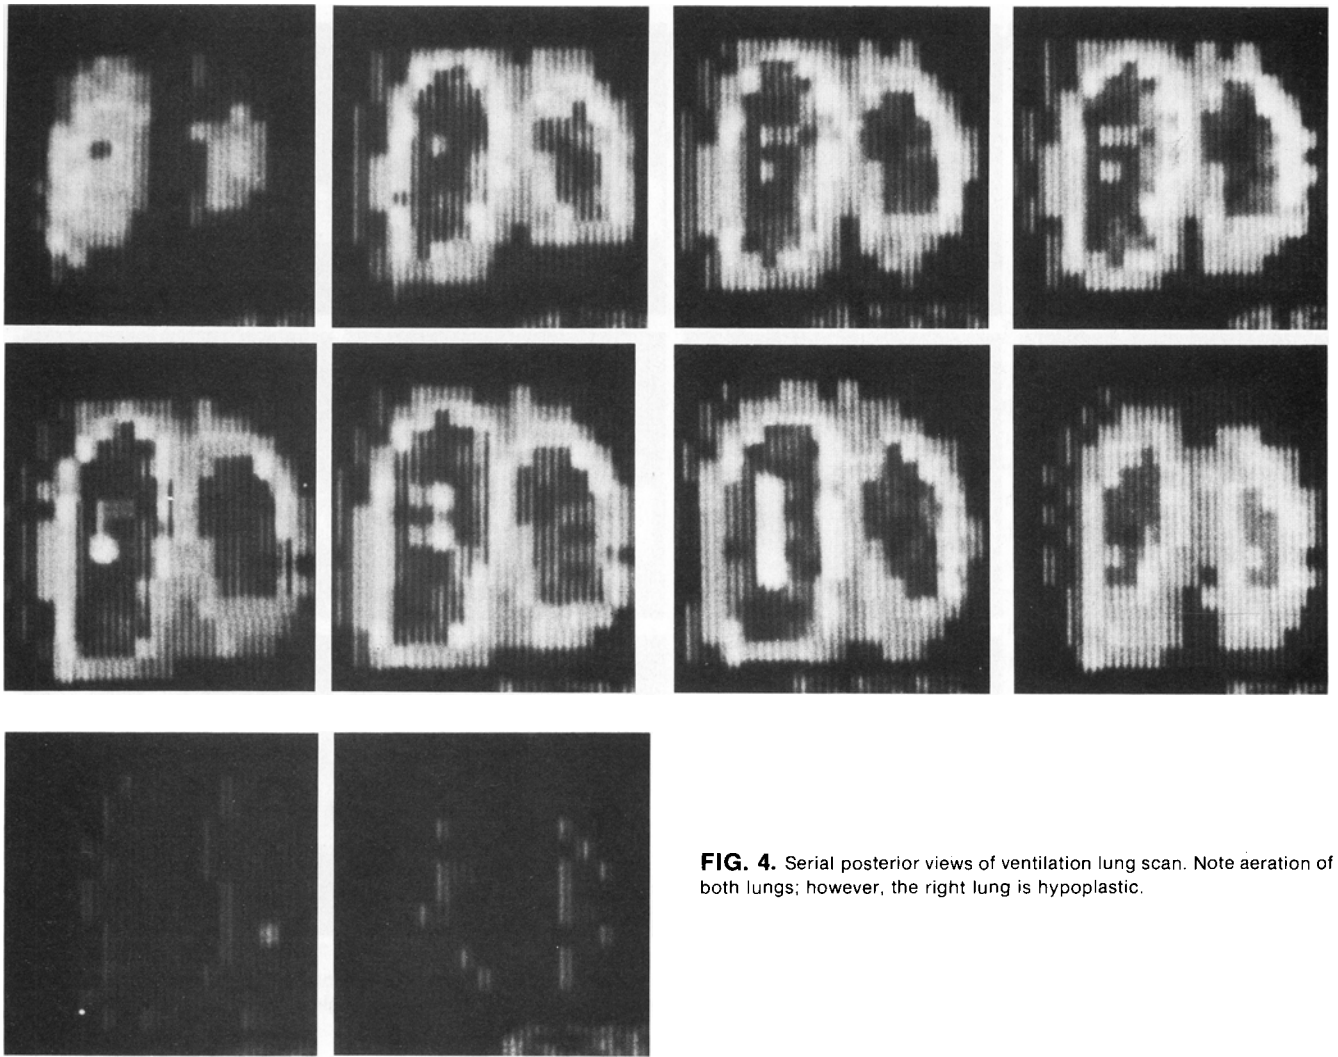 FIG. 4. Serial posterior views of ventilation lung scan. Note aeration of
both lungs; however, the right lung is hypoplastic.